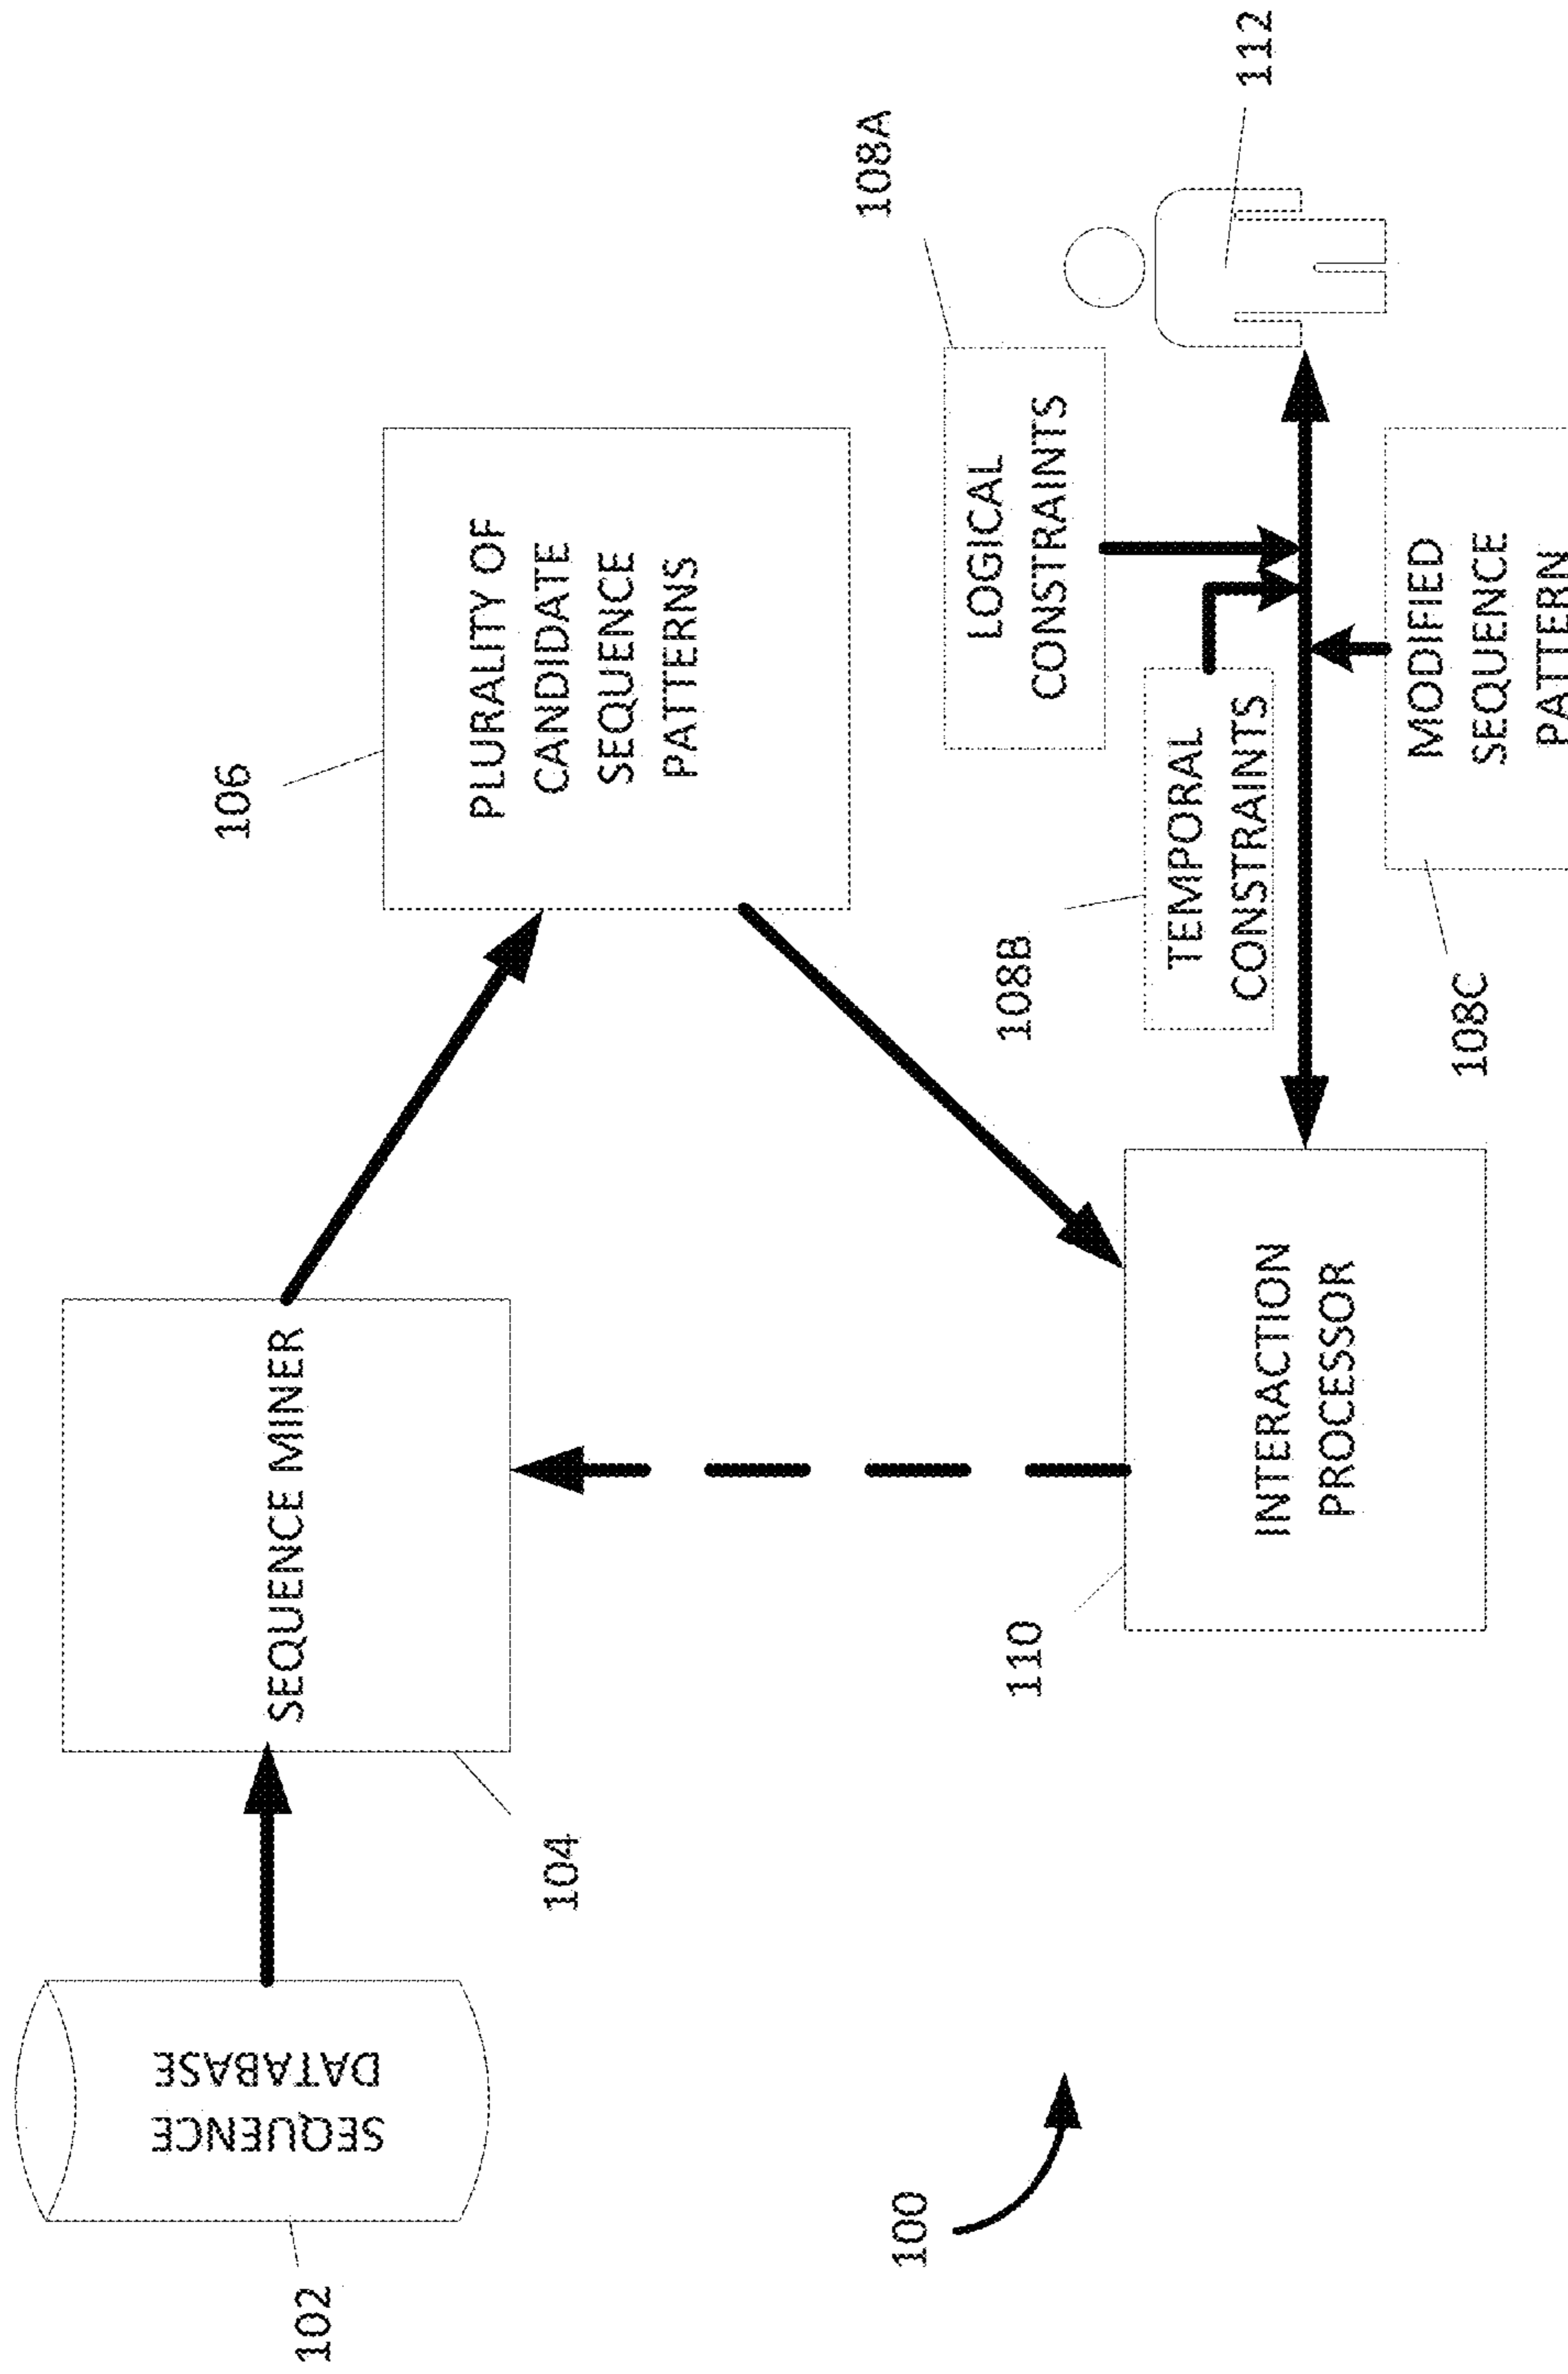 102
SEQUENCE
DATABASE
104
SEQUENCE MINER
106
PLURALITY OF
CANDIDATE
SEQUENCE
PATTERNS
100
110
INTERACTION
PROCESSOR
108B
TEMPORAL
CONSTRAINTS
108A
LOGICAL
CONSTRAINTS
108C
MODIFIED
SEQUENCE
PATTERN
112